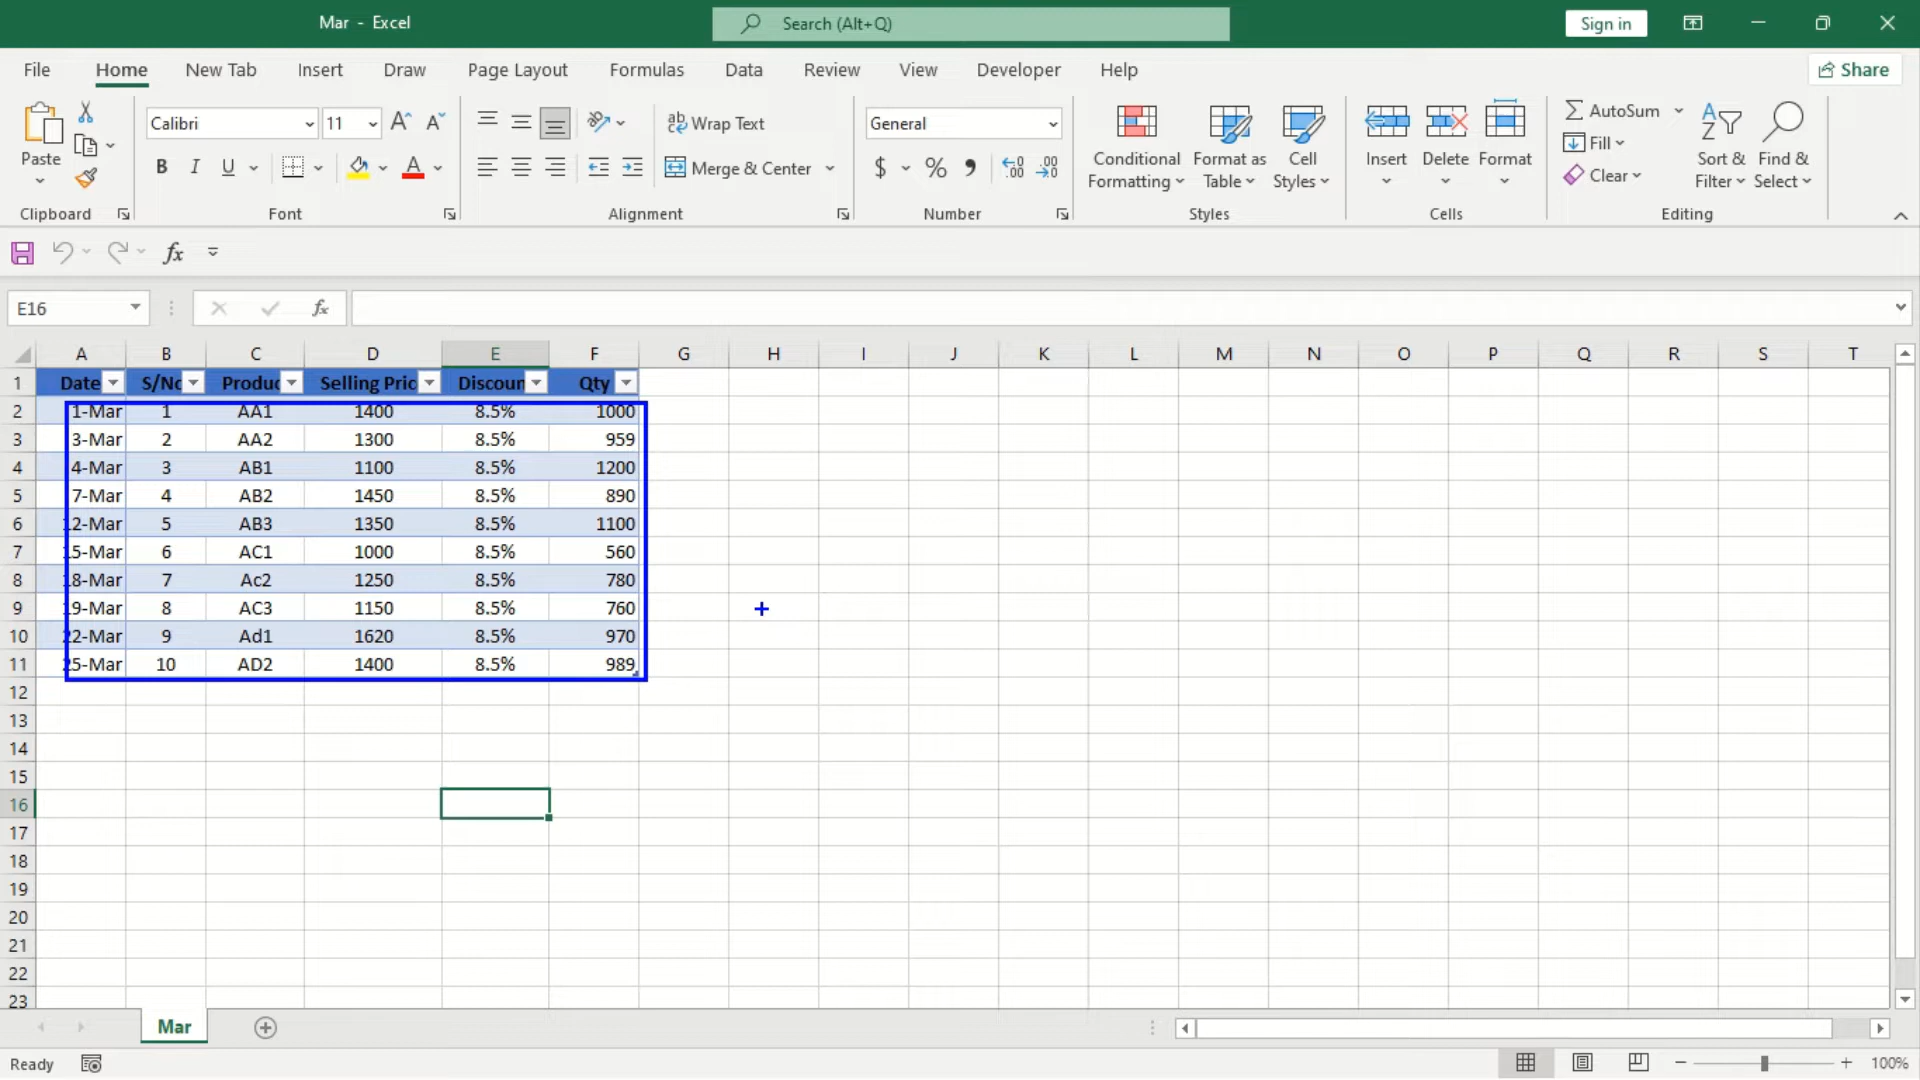 Mar - Excel
Search (Alt+Q)
Sign in
File Home New Tab Insert Draw Page Layout Formulas Data Review View Developer Help Share
Paste
Clipboard
Calibri 11
B I U
Font
Wrap Text
Merge & Center
Alignment
General
$ % 
Number
Conditional Formatting
Format as Table
Cell Styles
Styles
Insert
Delete
Format
Cells
AutoSum
Fill
Clear
Sort & Filter
Find & Select
Editing
fx
E16 fx
A B C D E F G H I J K L M N O P Q R S T
1 Date S/No Produc Selling Pric Discoun Qty
2 1-Mar 1 AA1 1400 8.5% 1000
3 3-Mar 2 AA2 1300 8.5% 959
4 4-Mar 3 AB1 1100 8.5% 1200
5 7-Mar 4 AB2 1450 8.5% 890
6 12-Mar 5 AB3 1350 8.5% 1100
7 15-Mar 6 AC1 1000 8.5% 560
8 18-Mar 7 Ac2 1250 8.5% 780
9 19-Mar 8 AC3 1150 8.5% 760
10 22-Mar 9 Ad1 1620 8.5% 970
11 25-Mar 10 AD2 1400 8.5% 989
12
13
14
15
16
17
18
19
20
21
22
23
Mar
Ready
100%